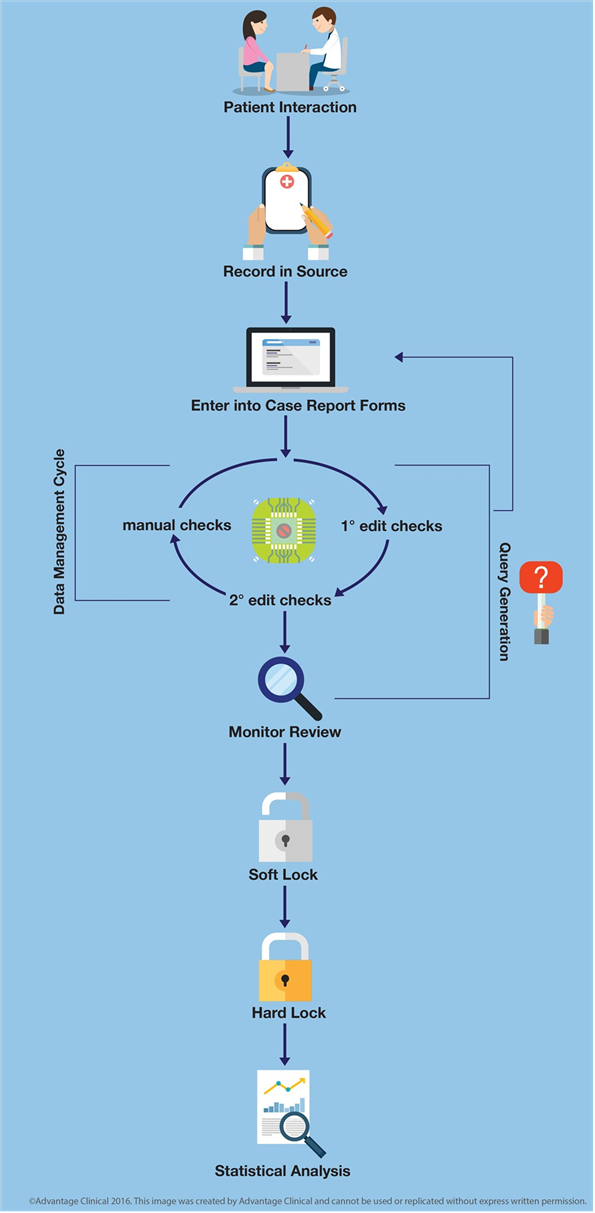 Patient Interaction
Record in Source
Enter into Case Report Forms
Data Management Cycle
manual checks
1° edit checks
2° edit checks
Query Generation
?
Monitor Review
Soft Lock
Hard Lock
Statistical Analysis
©Advantage Clinical 2016. This image was created by Advantage Clinical and cannot be used or replicated without express written permission.